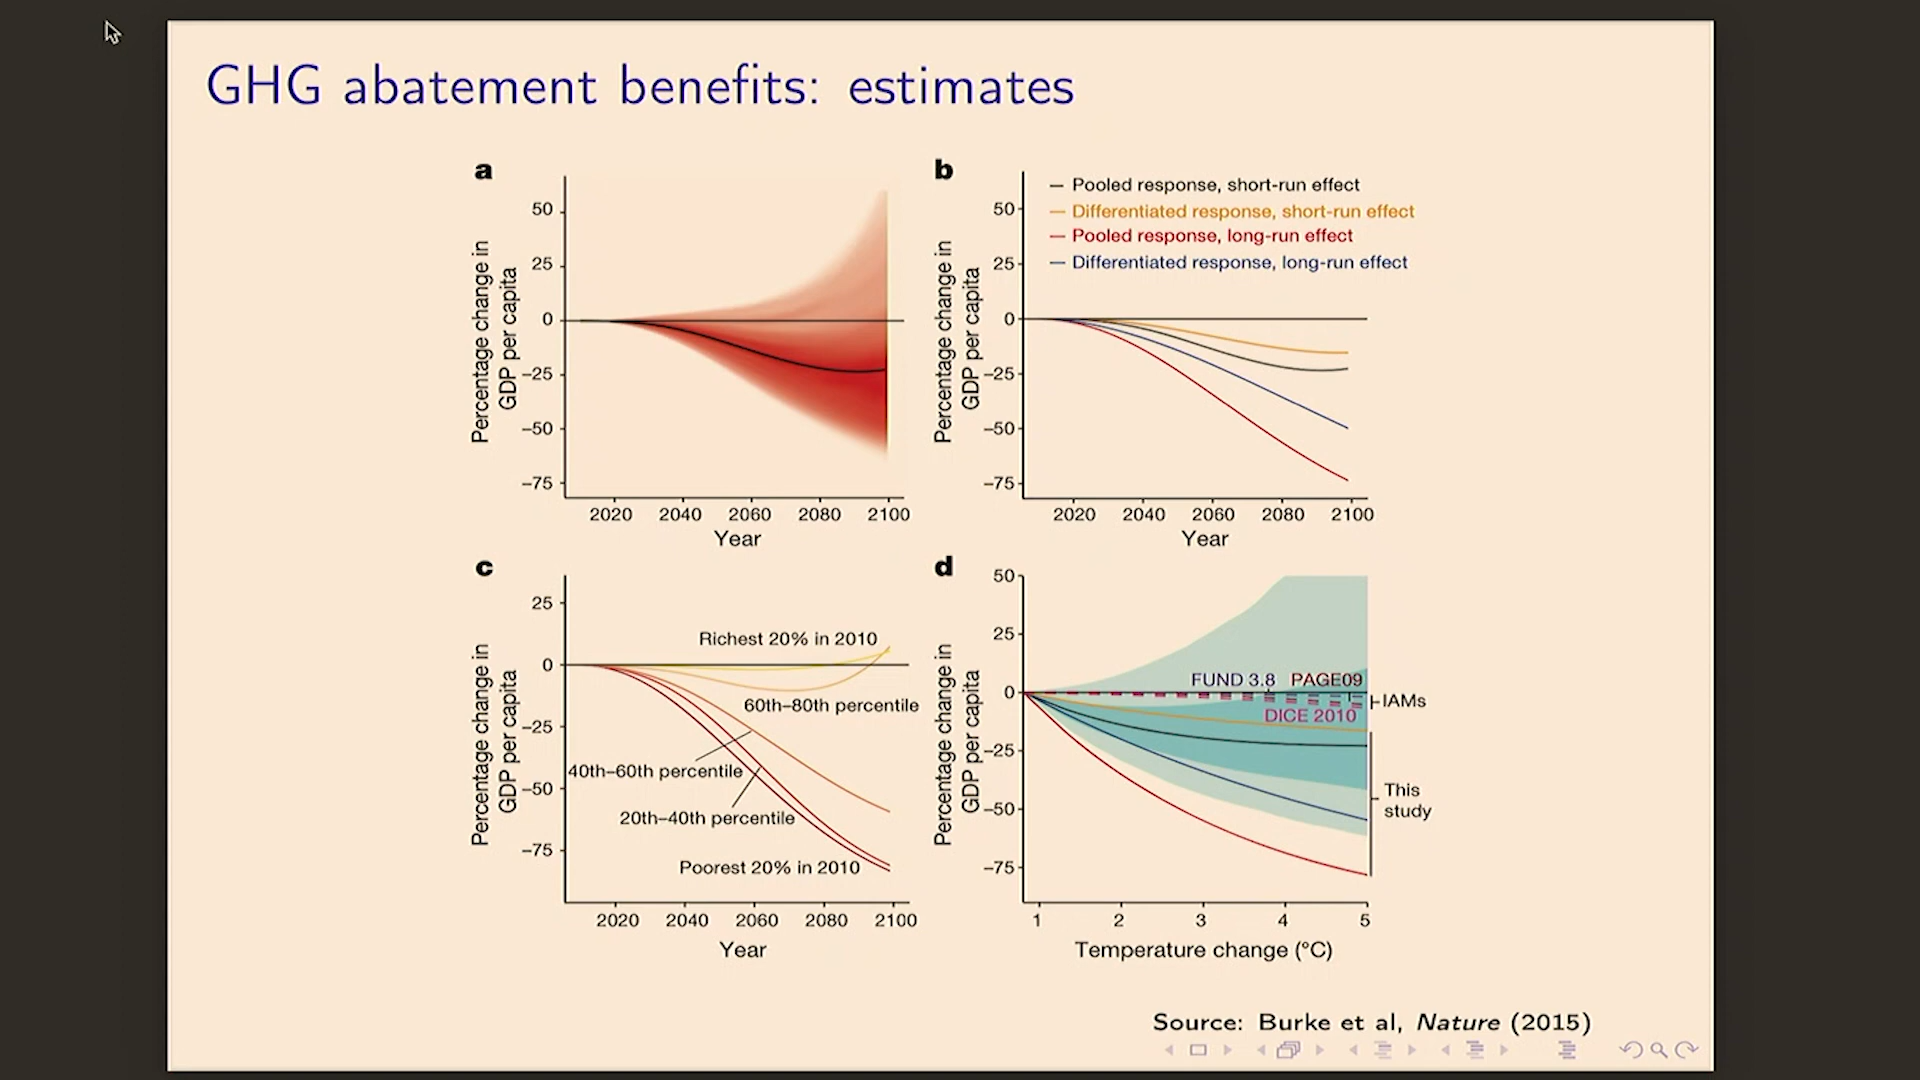 GHG abatement benefits: estimates
a
50
25
0
–25
–50
–75
Percentage change in
GDP per capita
2020 2040 2060 2080 2100
Year
b
Pooled response, short-run effect
Differentiated response, short-run effect
Pooled response, long-run effect
Differentiated response, long-run effect
50
25
0
–25
–50
–75
Percentage change in
GDP per capita
2020 2040 2060 2080 2100
Year
c
25
0
–25
–50
–75
Percentage change in
GDP per capita
Richest 20% in 2010
60th–80th percentile
40th–60th percentile
20th–40th percentile
Poorest 20% in 2010
2020 2040 2060 2080 2100
Year
d
50
25
0
–25
–50
–75
Percentage change in
GDP per capita
FUND 3.8 PAGE09
IAMs
DICE 2010
This
study
1 2 3 4 5
Temperature change (°C)
Source: Burke et al, Nature (2015)